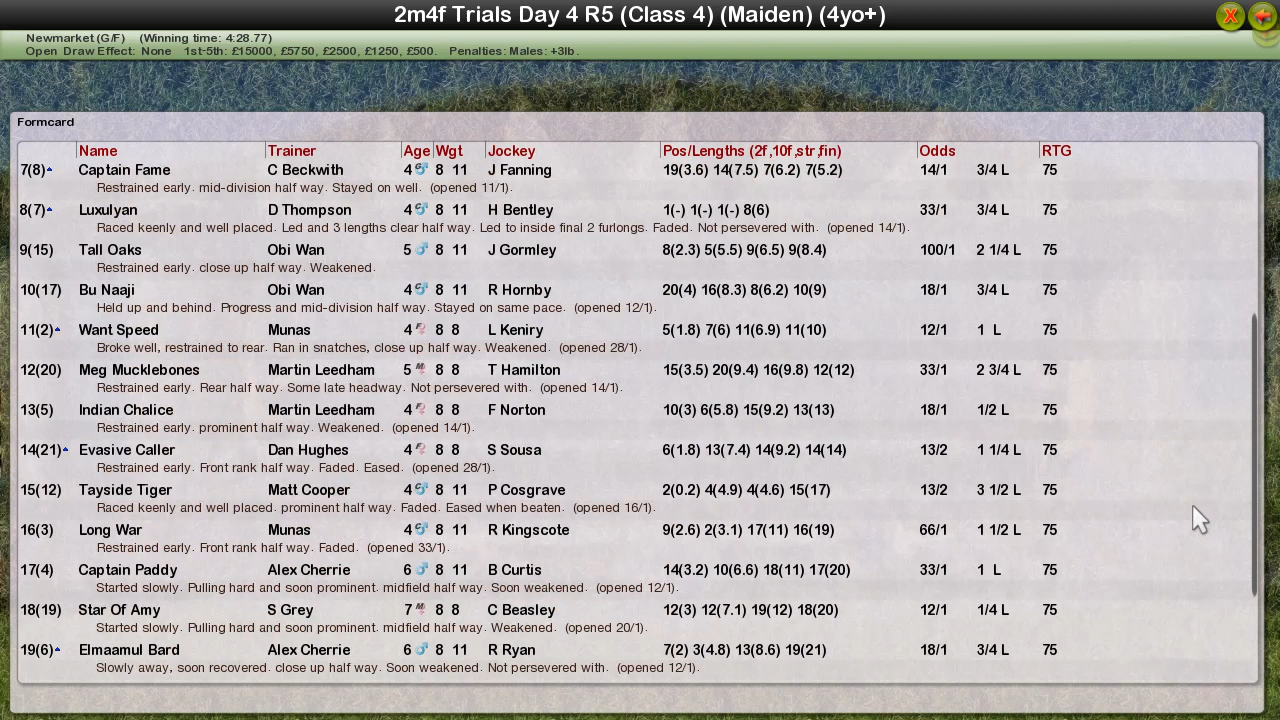 2m4f Trials Day 4 R5 (Class 4) (Maiden) (4yo+)
Newmarket (G/F) (Winning time: 4:28.77)
Open Draw Effect: None 1st-5th: £15000, £5750, £2500, £1250, £500. Penalties: Males: +3lb.
Formcard
Name Trainer Age Wgt Jockey Pos/Lengths (2f,10f,str,fin) Odds RTG
7(8) Captain Fame C Beckwith 4 8 11 J Fanning 19(3.6) 14(7.5) 7(6.2) 7(5.2) 14/1 3/4 L 75
Restrained early. mid-division half way. Stayed on well. (opened 11/1).
8(7) Luxulyan D Thompson 4 8 11 H Bentley 1(-) 1(-) 1(-) 8(6) 33/1 3/4 L 75
Raced keenly and well placed. Led and 3 lengths clear half way. Led to inside final 2 furlongs. Faded. Not persevered with. (opened 14/1).
9(15) Tall Oaks Obi Wan 5 8 11 J Gormley 8(2.3) 5(5.5) 9(6.5) 9(8.4) 100/1 2 1/4 L 75
Restrained early. close up half way. Weakened.
10(17) Bu Naaji Obi Wan 4 8 11 R Hornby 20(4) 16(8.3) 8(6.2) 10(9) 18/1 3/4 L 75
Held up and behind. Progress and mid-division half way. Stayed on same pace. (opened 12/1).
11(2) Want Speed Munas 4 8 8 L Keniry 5(1.8) 7(6) 11(6.9) 11(10) 12/1 1 L 75
Broke well, restrained to rear. Ran in snatches, close up half way. Weakened. (opened 28/1).
12(20) Meg Mucklebones Martin Leedham 5 8 8 T Hamilton 15(3.5) 20(9.4) 16(9.8) 12(12) 33/1 2 3/4 L 75
Restrained early. Rear half way. Some late headway. Not persevered with. (opened 14/1).
13(5) Indian Chalice Martin Leedham 4 8 8 F Norton 10(3) 6(5.8) 15(9.2) 13(13) 18/1 1/2 L 75
Restrained early. prominent half way. Weakened. (opened 14/1).
14(21) Evasive Caller Dan Hughes 4 8 8 S Sousa 6(1.8) 13(7.4) 14(9.2) 14(14) 13/2 1 1/4 L 75
Restrained early. Front rank half way. Faded. Eased. (opened 28/1).
15(12) Tayside Tiger Matt Cooper 4 8 11 P Cosgrave 2(0.2) 4(4.9) 4(4.6) 15(17) 13/2 3 1/2 L 75
Raced keenly and well placed. prominent half way. Faded. Eased when beaten. (opened 16/1).
16(3) Long War Munas 4 8 11 R Kingscote 9(2.6) 2(3.1) 17(11) 16(19) 66/1 1 1/2 L 75
Restrained early. Front rank half way. Faded. (opened 33/1).
17(4) Captain Paddy Alex Cherrie 6 8 11 B Curtis 14(3.2) 10(6.6) 18(11) 17(20) 33/1 1 L 75
Started slowly. Pulling hard and soon prominent. midfield half way. Soon weakened. (opened 12/1).
18(19) Star Of Amy S Grey 7 8 8 C Beasley 12(3) 12(7.1) 19(12) 18(20) 12/1 1/4 L 75
Started slowly. Pulling hard and soon prominent. midfield half way. Weakened. (opened 20/1).
19(6) Elmaamul Bard Alex Cherrie 6 8 11 R Ryan 7(2) 3(4.8) 13(8.6) 19(21) 18/1 3/4 L 75
Slowly away, soon recovered. close up half way. Soon weakened. Not persevered with. (opened 12/1).